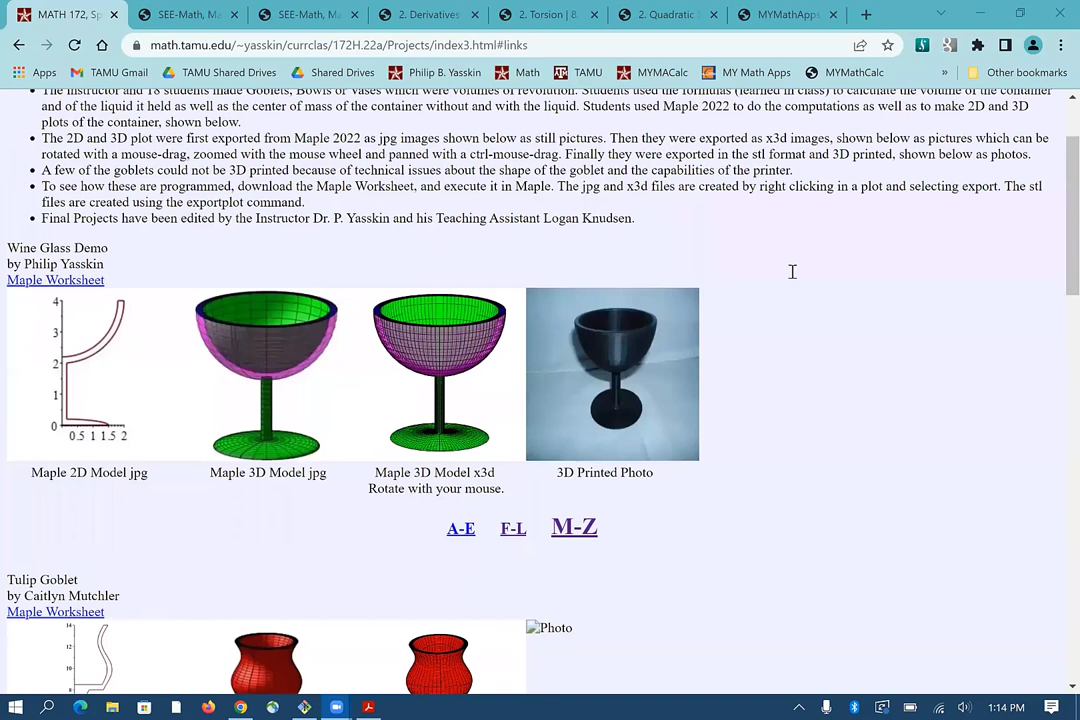 MATH 172, Sp
SEE-Math, Ma
SEE-Math, Ma
2. Derivatives
2. Torsion | 8.
2. Quadratic S
MYMathApps
math.tamu.edu/~yasskin/currclas/172H.22a/Projects/index3.html#links
Apps TAMU Gmail TAMU Shared Drives Shared Drives Philip B. Yasskin Math TAMU MYMACalc MY Math Apps MYMathCalc » Other bookmarks
The instructor and 18 students made Goblets, Bowls or Vases which were volumes of revolution. Students used the formulas (learned in class) to calculate the volume of the container
and of the liquid it held as well as the center of mass of the container without and with the liquid. Students used Maple 2022 to do the computations as well as to make 2D and 3D
plots of the container, shown below.
• The 2D and 3D plot were first exported from Maple 2022 as jpg images shown below as still pictures. Then they were exported as x3d images, shown below as pictures which can be
rotated with a mouse-drag, zoomed with the mouse wheel and panned with a ctrl-mouse-drag. Finally they were exported in the stl format and 3D printed, shown below as photos.
• A few of the goblets could not be 3D printed because of technical issues about the shape of the goblet and the capabilities of the printer.
• To see how these are programmed, download the Maple Worksheet, and execute it in Maple. The jpg and x3d files are created by right clicking in a plot and selecting export. The stl
files are created using the exportplot command.
• Final Projects have been edited by the Instructor Dr. P. Yasskin and his Teaching Assistant Logan Knudsen.
Wine Glass Demo
by Philip Yasskin
Maple Worksheet
4
3
2
1
0
0.5 1 1.5 2
Maple 2D Model jpg
Maple 3D Model jpg
Maple 3D Model x3d
Rotate with your mouse.
3D Printed Photo
A-E F-L M-Z
Tulip Goblet
by Caitlyn Mutchler
Maple Worksheet
14
12
10
8
Photo
1:14 PM